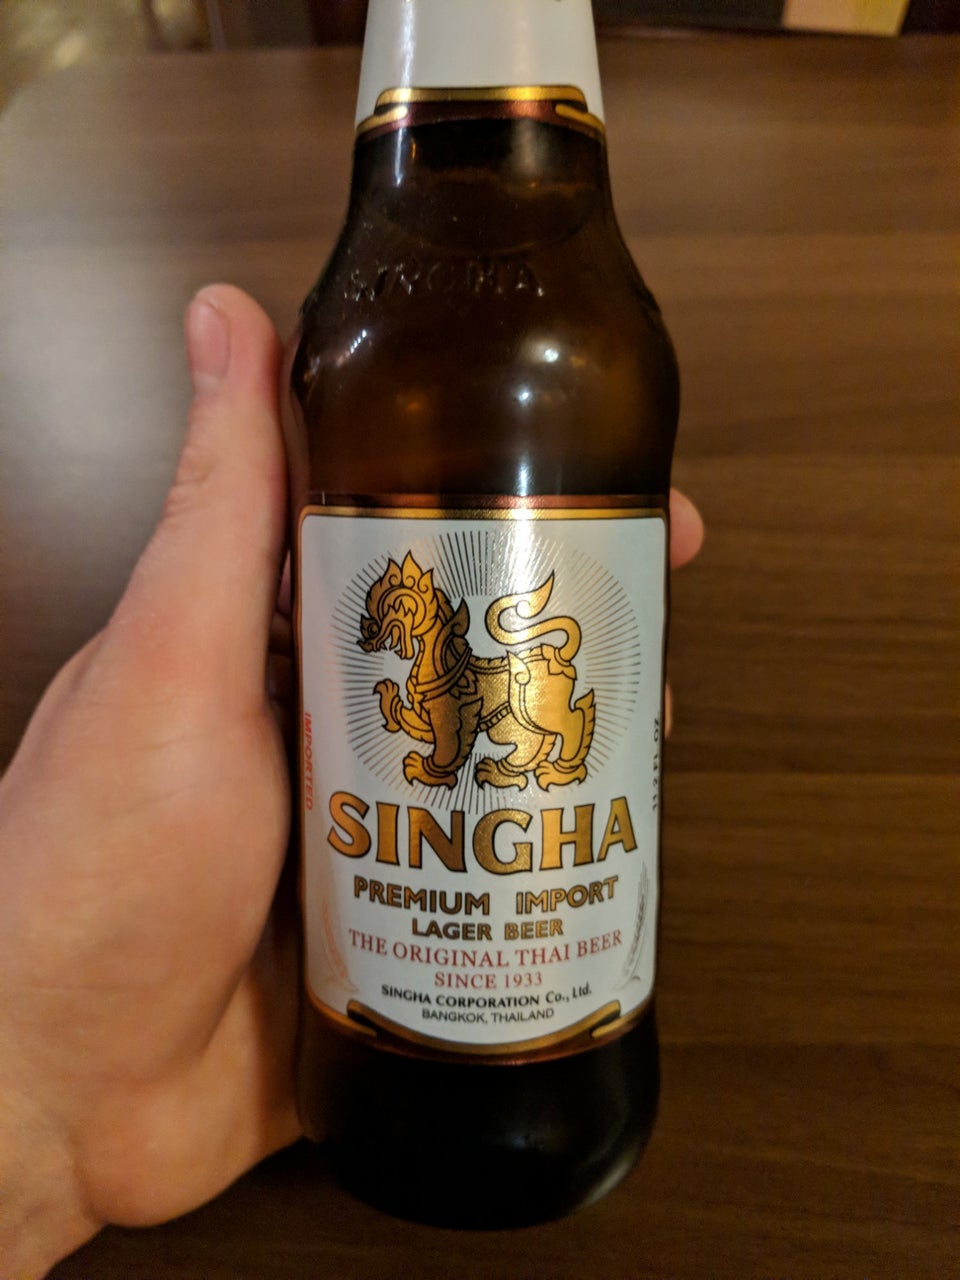 SINGHA
IMPORTED
11.2 FL. OZ.
SINGHA
PREMIUM IMPORT
LAGER BEER
THE ORIGINAL THAI BEER
SINCE 1933
SINGHA CORPORATION Co., Ltd.
BANGKOK, THAILAND